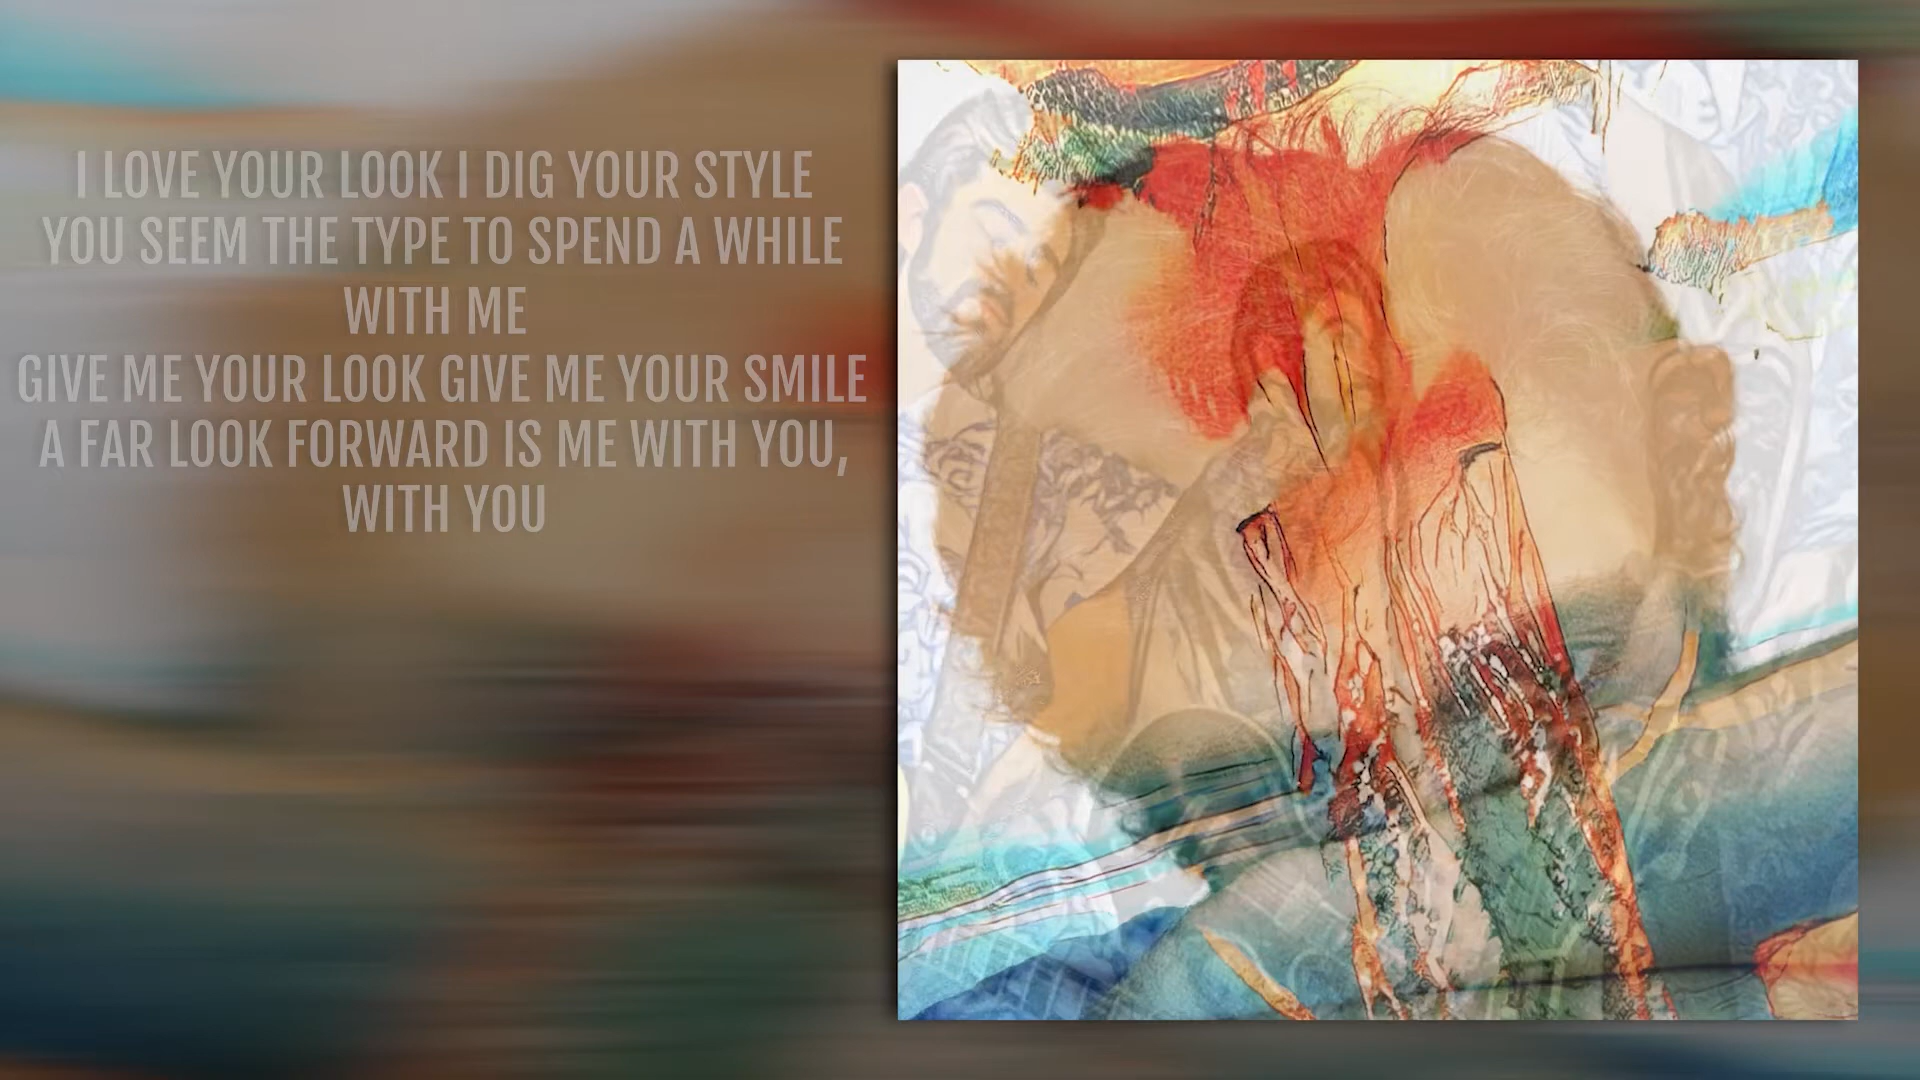 I LOVE YOUR LOOK I DIG YOUR STYLE
YOU SEEM THE TYPE TO SPEND A WHILE
WITH ME
GIVE ME YOUR LOOK GIVE ME YOUR SMILE
A FAR LOOK FORWARD IS ME WITH YOU,
WITH YOU